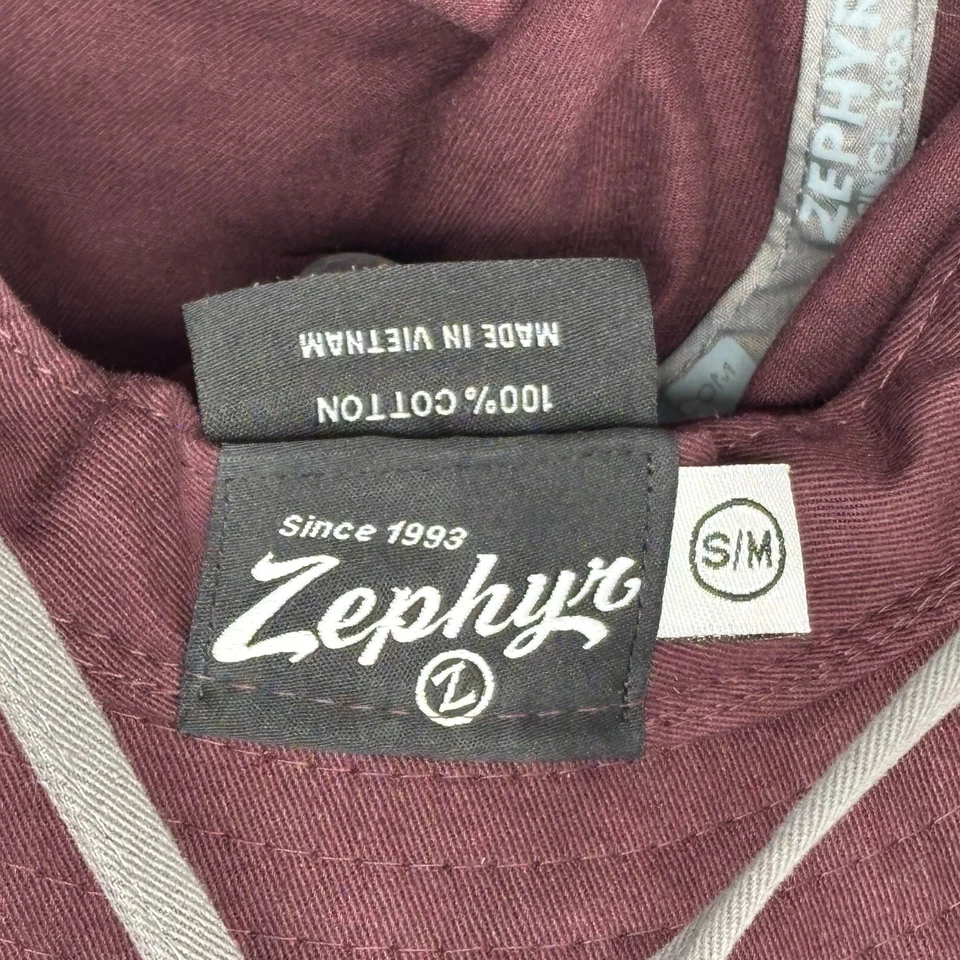 MADE IN VIETNAM
100% COTTON
Since 1993
Zephyr
Z
S/M
ZEPHYR
SINCE 1993